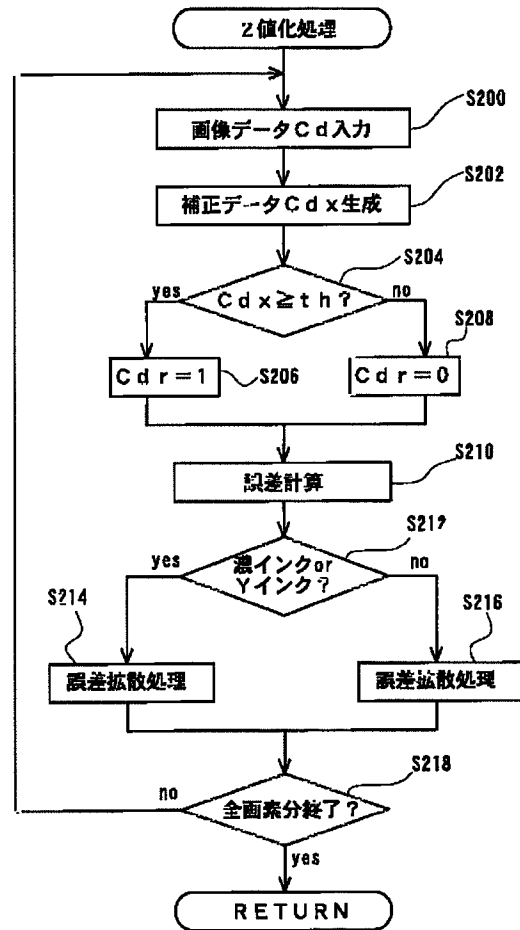 2値化処理
S200
画像データCd入力
S202
補正データCdx生成
S204
yes
Cdx≧th?
no
S208
Cdr=1
S206
Cdr=0
S210
誤差計算
S212
yes
濃インクor
Yインク?
no
S214
S216
誤差拡散処理
誤差拡散処理
S218
no
全画素分終了?
yes
RETURN